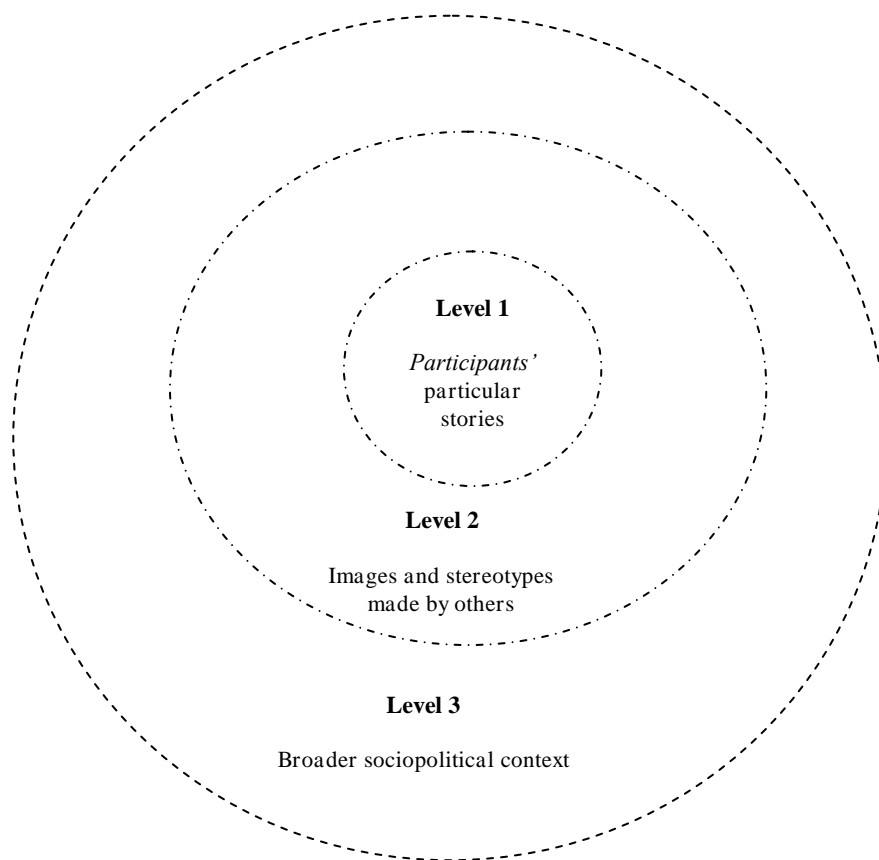 Level 1
Participants’
particular
stories
Level 2
Images and stereotypes
made by others
Level 3
Broader sociopolitical context